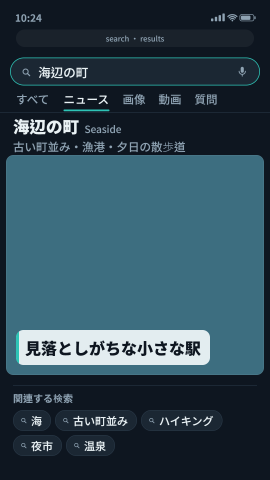 10:24
search • results
海辺の町
すべて ニュース 画像 動画 質問
海辺の町 Seaside
古い町並み・漁港・夕日の散歩道
見落としがちな小さな駅
関連する検索
海 古い町並み ハイキング
夜市 温泉